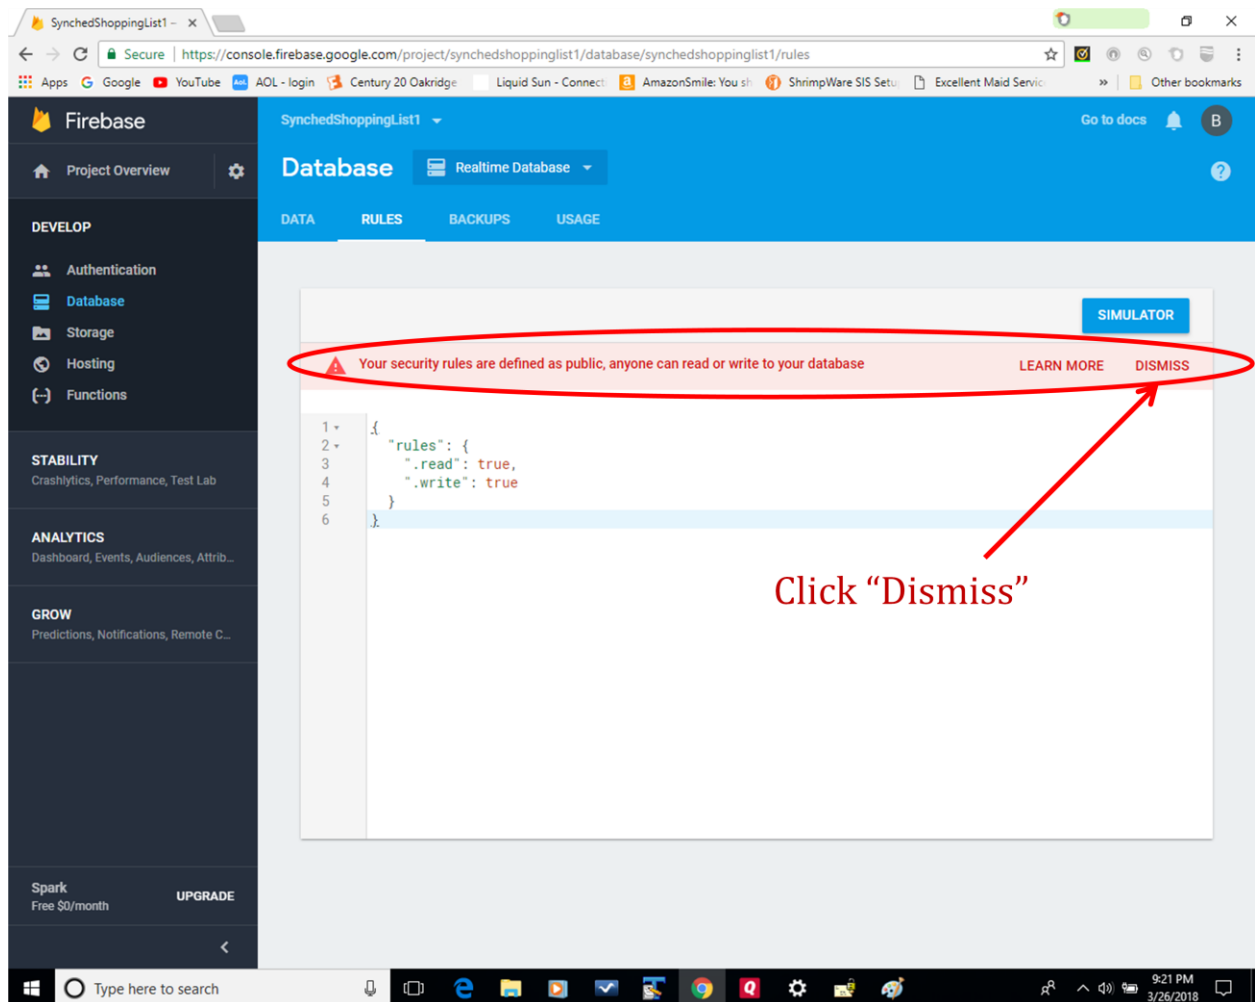 SynchedShoppingList1 –
Secure | https://console.firebase.google.com/project/synchedshoppinglist1/database/synchedshoppinglist1/rules
Apps Google YouTube AOL - login Century 20 Oakridge Liquid Sun - Connecti AmazonSmile: You sh ShrimpWare SIS Setu Excellent Maid Servic » Other bookmarks
Firebase
SynchedShoppingList1
Go to docs
B
Project Overview
Database
Realtime Database
?
DATA RULES BACKUPS USAGE
DEVELOP
Authentication
Database
Storage
Hosting
Functions
STABILITY
Crashlytics, Performance, Test Lab
ANALYTICS
Dashboard, Events, Audiences, Attrib...
GROW
Predictions, Notifications, Remote C...
Spark
Free $0/month
UPGRADE
SIMULATOR
Your security rules are defined as public, anyone can read or write to your database LEARN MORE DISMISS
1 {
2 "rules": {
3 ".read": true,
4 ".write": true
5 }
6 }
Click “Dismiss”
Type here to search
9:21 PM
3/26/2018